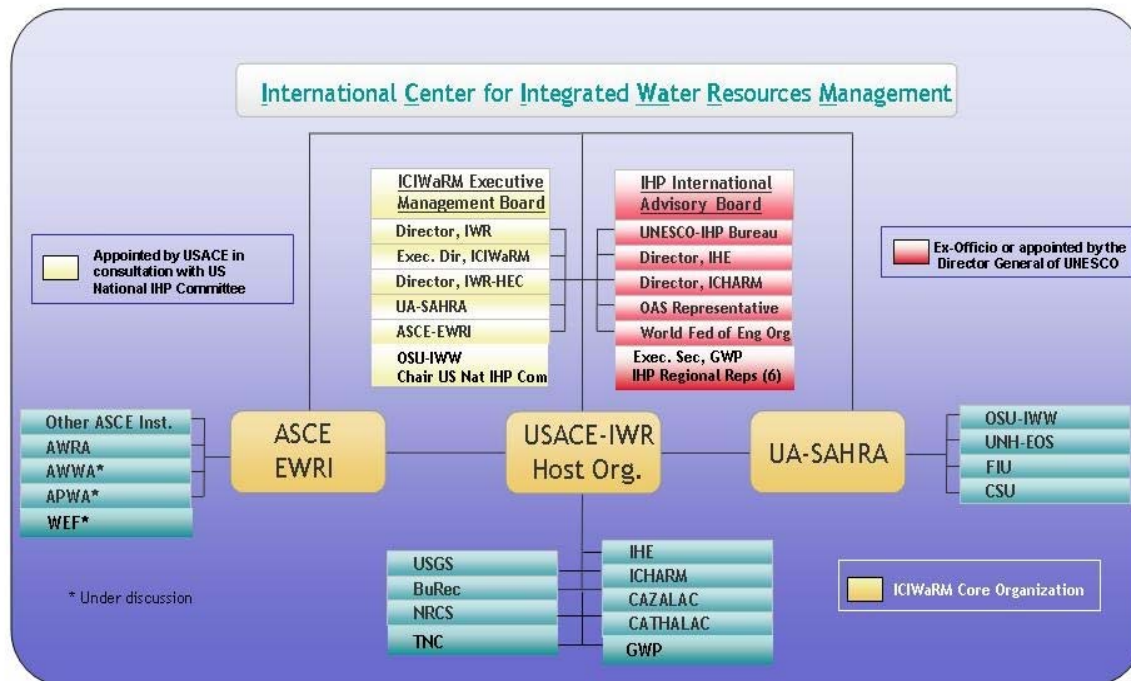 International Center for Integrated Water Resources Management
ICIWaRM Executive
Management Board
Director, IWR
Exec. Dir, ICIWaRM
Director, IWR-HEC
UA-SAHRA
ASCE-EWRI
OSU-IWW
Chair US Nat IHP Com
IHP International
Advisory Board
UNESCO-IHP Bureau
Director, IHE
Director, ICHARM
OAS Representative
World Fed of Eng Org
Exec. Sec, GWP
IHP Regional Reps (6)
Appointed by USACE in
consultation with US
National IHP Committee
Ex-Officio or appointed by the
Director General of UNESCO
Other ASCE Inst.
AWRA
AWWA*
APWA*
WEF*
ASCE
EWRI
USACE-IWR
Host Org.
UA-SAHRA
OSU-IWW
UNH-EOS
FIU
CSU
USGS
BuRec
NRCS
TNC
IHE
ICHARM
CAZALAC
CATHALAC
GWP
* Under discussion
ICIWaRM Core Organization